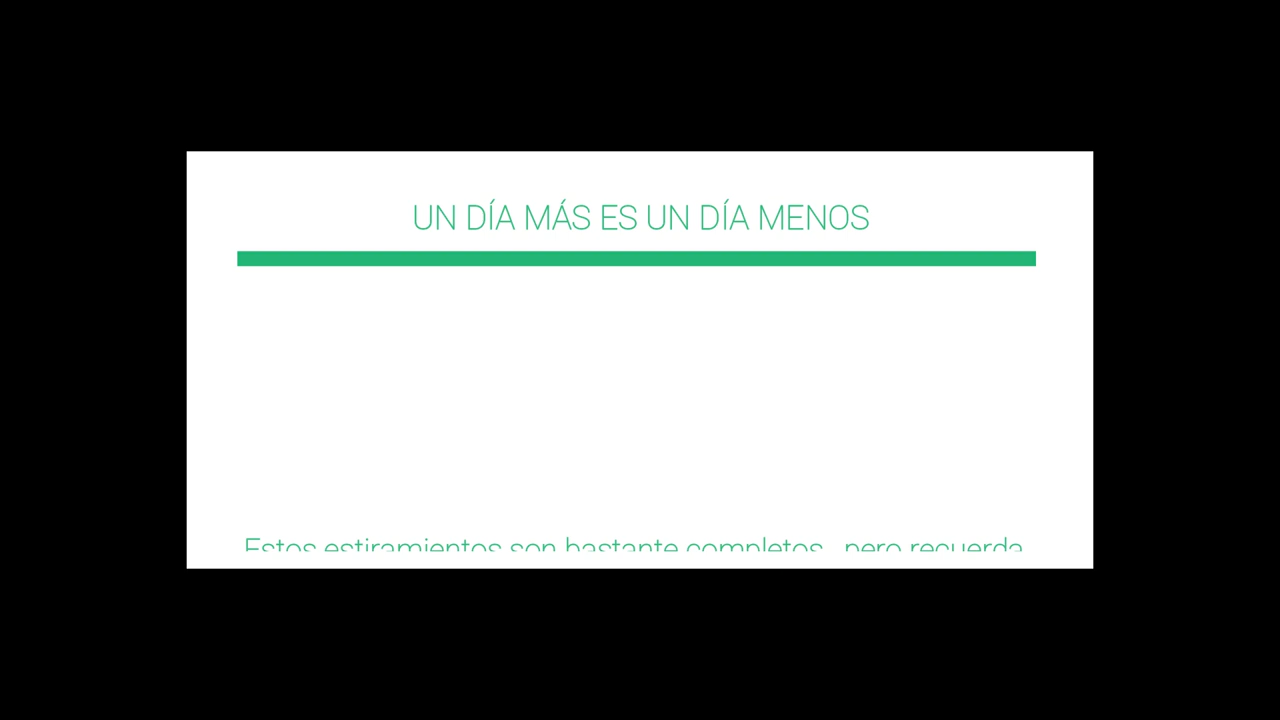 UN DÍA MÁS ES UN DÍA MENOS
Estos estiramientos son bastante completos, pero recuerda